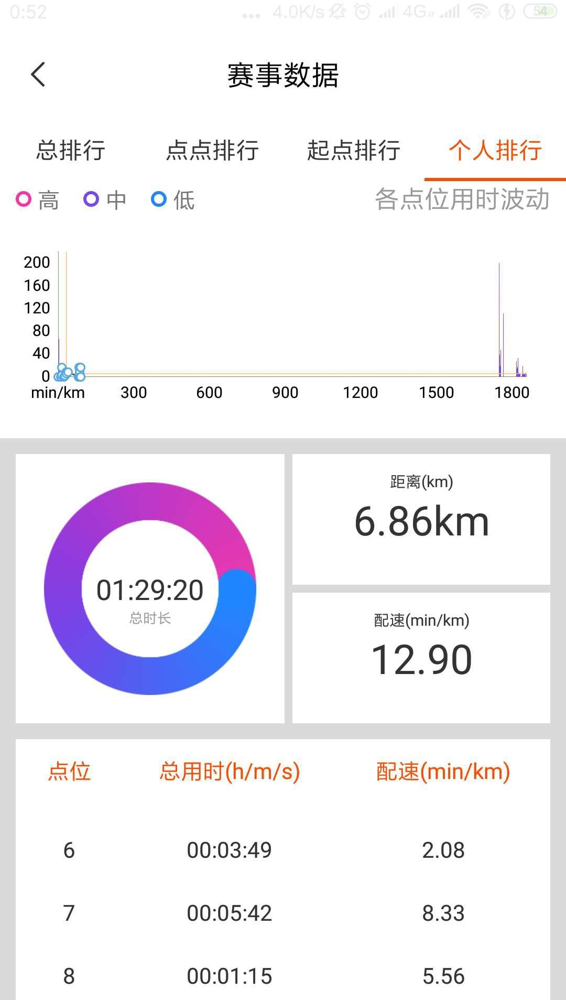 0:52 ... 4.0K/s 4G 54
赛事数据
总排行 点点排行 起点排行 个人排行
高 中 低 各点位用时波动
200
160
120
80
40
0
min/km 300 600 900 1200 1500 1800
01:29:20
总时长
距离(km)
6.86km
配速(min/km)
12.90
点位 总用时(h/m/s) 配速(min/km)
6 00:03:49 2.08
7 00:05:42 8.33
8 00:01:15 5.56